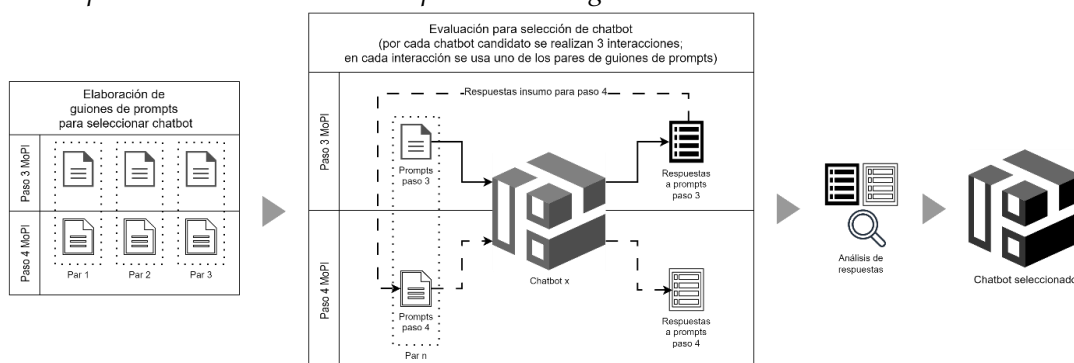 Elaboración de
guiones de prompts
para seleccionar chatbot
Paso 3 MoPI
Paso 4 MoPI
Par 1
Par 2
Par 3
Evaluación para selección de chatbot
(por cada chatbot candidato se realizan 3 interacciones;
en cada interacción se usa uno de los pares de guiones de prompts)
Paso 3 MoPI
Respuestas insumo para paso 4
Prompts
paso 3
Respuestas
a prompts
paso 3
Paso 4 MoPI
Chatbot x
Prompts
paso 4
Respuestas
a prompts
paso 4
Par n
Análisis de
respuestas
Chatbot seleccionado